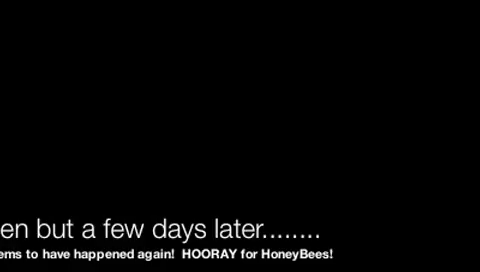 en but a few days later........
ems to have happened again! HOORAY for HoneyBees!